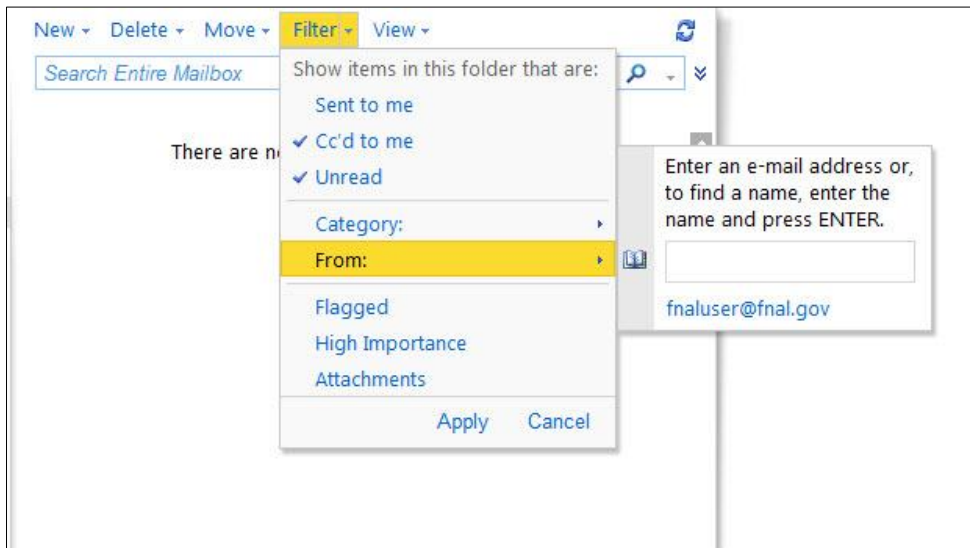 New Delete Move Filter View
Search Entire Mailbox
Show items in this folder that are:
Sent to me
Cc'd to me
There are
Unread
Category:
From:
Flagged
High Importance
Attachments
Apply Cancel
Enter an e-mail address or,
to find a name, enter the
name and press ENTER.
fnaluser@fnal.gov